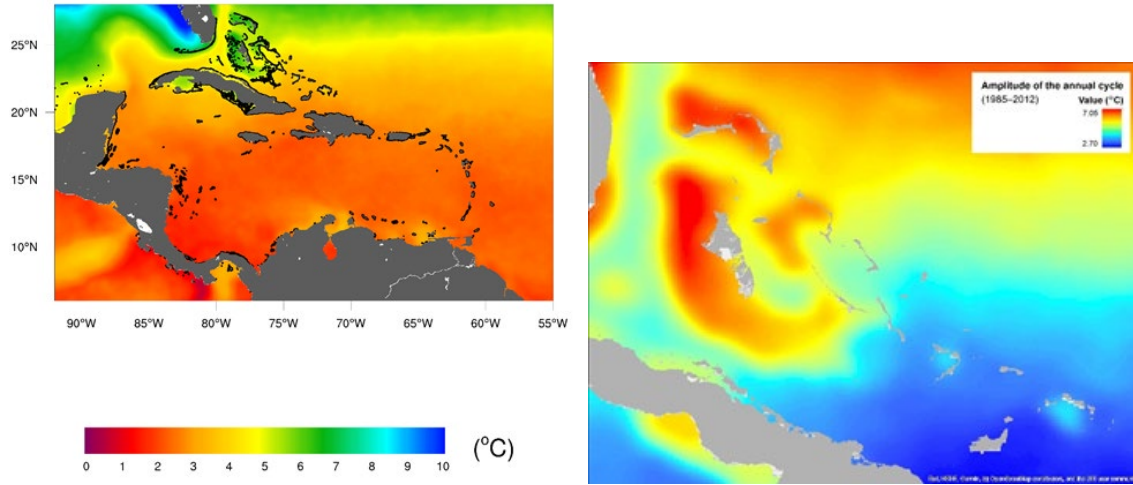 25°N
20°N
15°N
10°N
90°W 85°W 80°W 75°W 70°W 65°W 60°W 55°W
0 1 2 3 4 5 6 7 8 9 10
(°C)
Amplitude of the annual cycle
(1985–2012)
Value (°C)
7.05
2.70